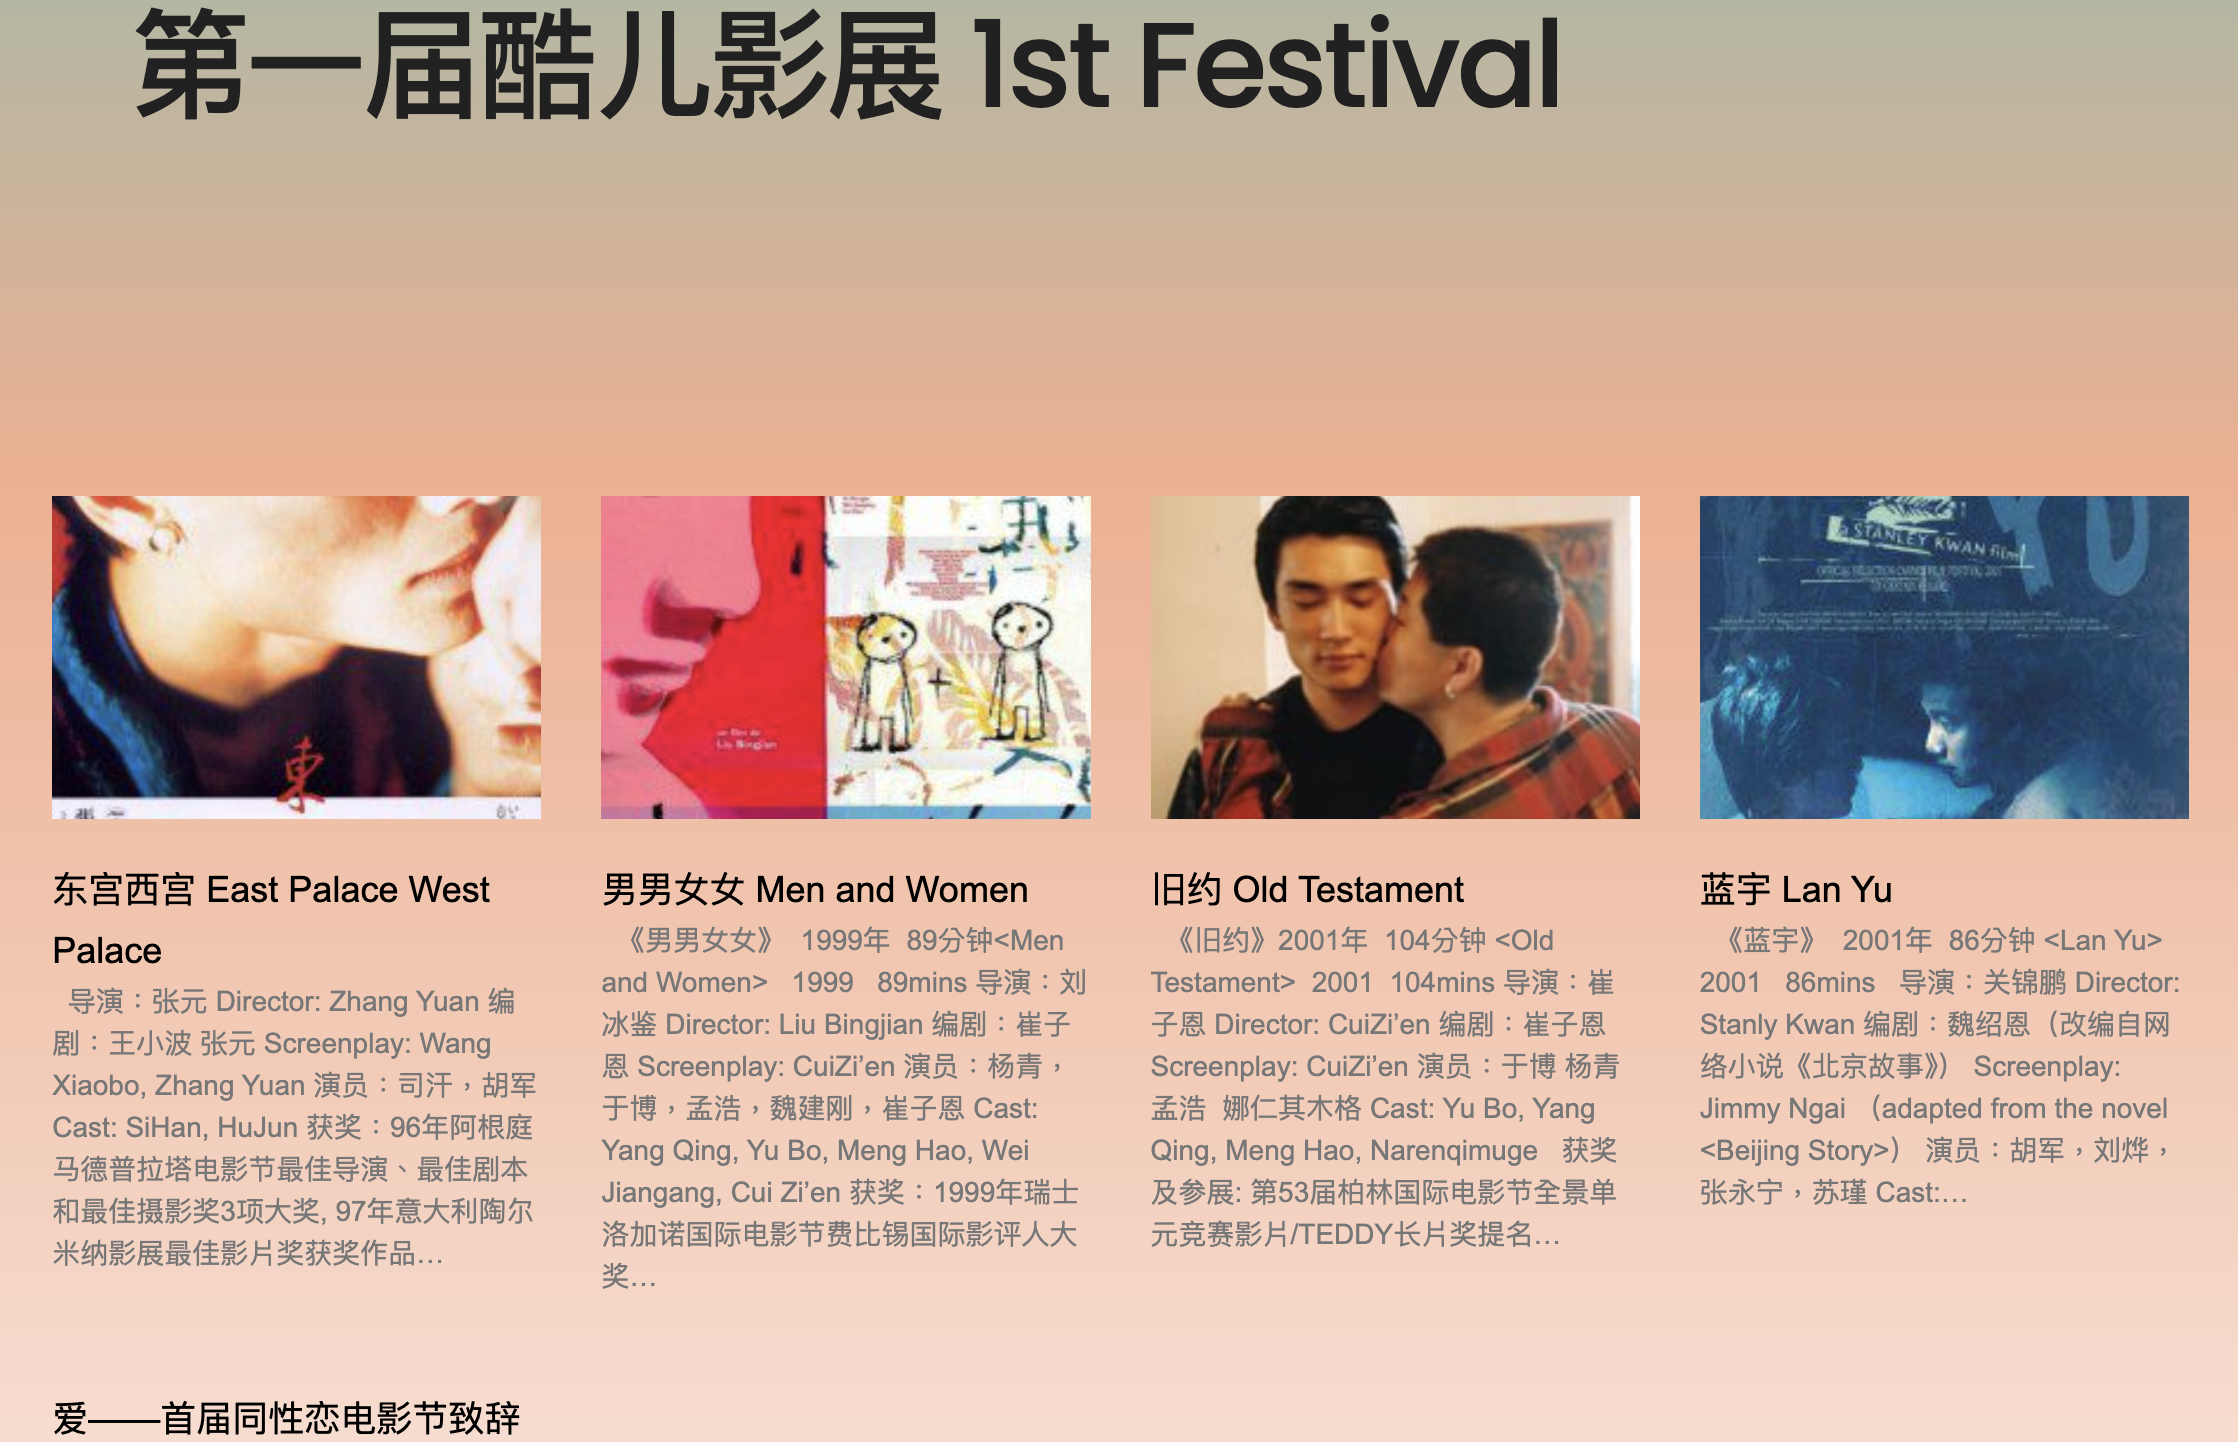 第一届酷儿影展 1st Festival
un film de
Liu Bingjian
a STANLEY KWAN film
YU
東
东宫西宫 East Palace West
Palace
导演：张元 Director: Zhang Yuan 编
剧：王小波 张元 Screenplay: Wang
Xiaobo, Zhang Yuan 演员：司汗，胡军
Cast: SiHan, HuJun 获奖：96年阿根庭
马德普拉塔电影节最佳导演、最佳剧本
和最佳摄影奖3项大奖, 97年意大利陶尔
米纳影展最佳影片奖获奖作品…
男男女女 Men and Women
《男男女女》 1999年 89分钟<Men
and Women> 1999 89mins 导演：刘
冰鉴 Director: Liu Bingjian 编剧：崔子
恩 Screenplay: CuiZi’en 演员：杨青，
于博，孟浩，魏建刚，崔子恩 Cast:
Yang Qing, Yu Bo, Meng Hao, Wei
Jiangang, Cui Zi’en 获奖：1999年瑞士
洛加诺国际电影节费比锡国际影评人大
奖…
旧约 Old Testament
《旧约》2001年 104分钟 <Old
Testament> 2001 104mins 导演：崔
子恩 Director: CuiZi’en 编剧：崔子恩
Screenplay: CuiZi’en 演员：于博 杨青
孟浩 娜仁其木格 Cast: Yu Bo, Yang
Qing, Meng Hao, Narenqimuge 获奖
及参展: 第53届柏林国际电影节全景单
元竞赛影片/TEDDY长片奖提名…
蓝宇 Lan Yu
《蓝宇》 2001年 86分钟 <Lan Yu>
2001 86mins 导演：关锦鹏 Director:
Stanly Kwan 编剧：魏绍恩（改编自网
络小说《北京故事》） Screenplay:
Jimmy Ngai （adapted from the novel
<Beijing Story>） 演员：胡军，刘烨，
张永宁，苏瑾 Cast:…
爱——首届同性恋电影节致辞